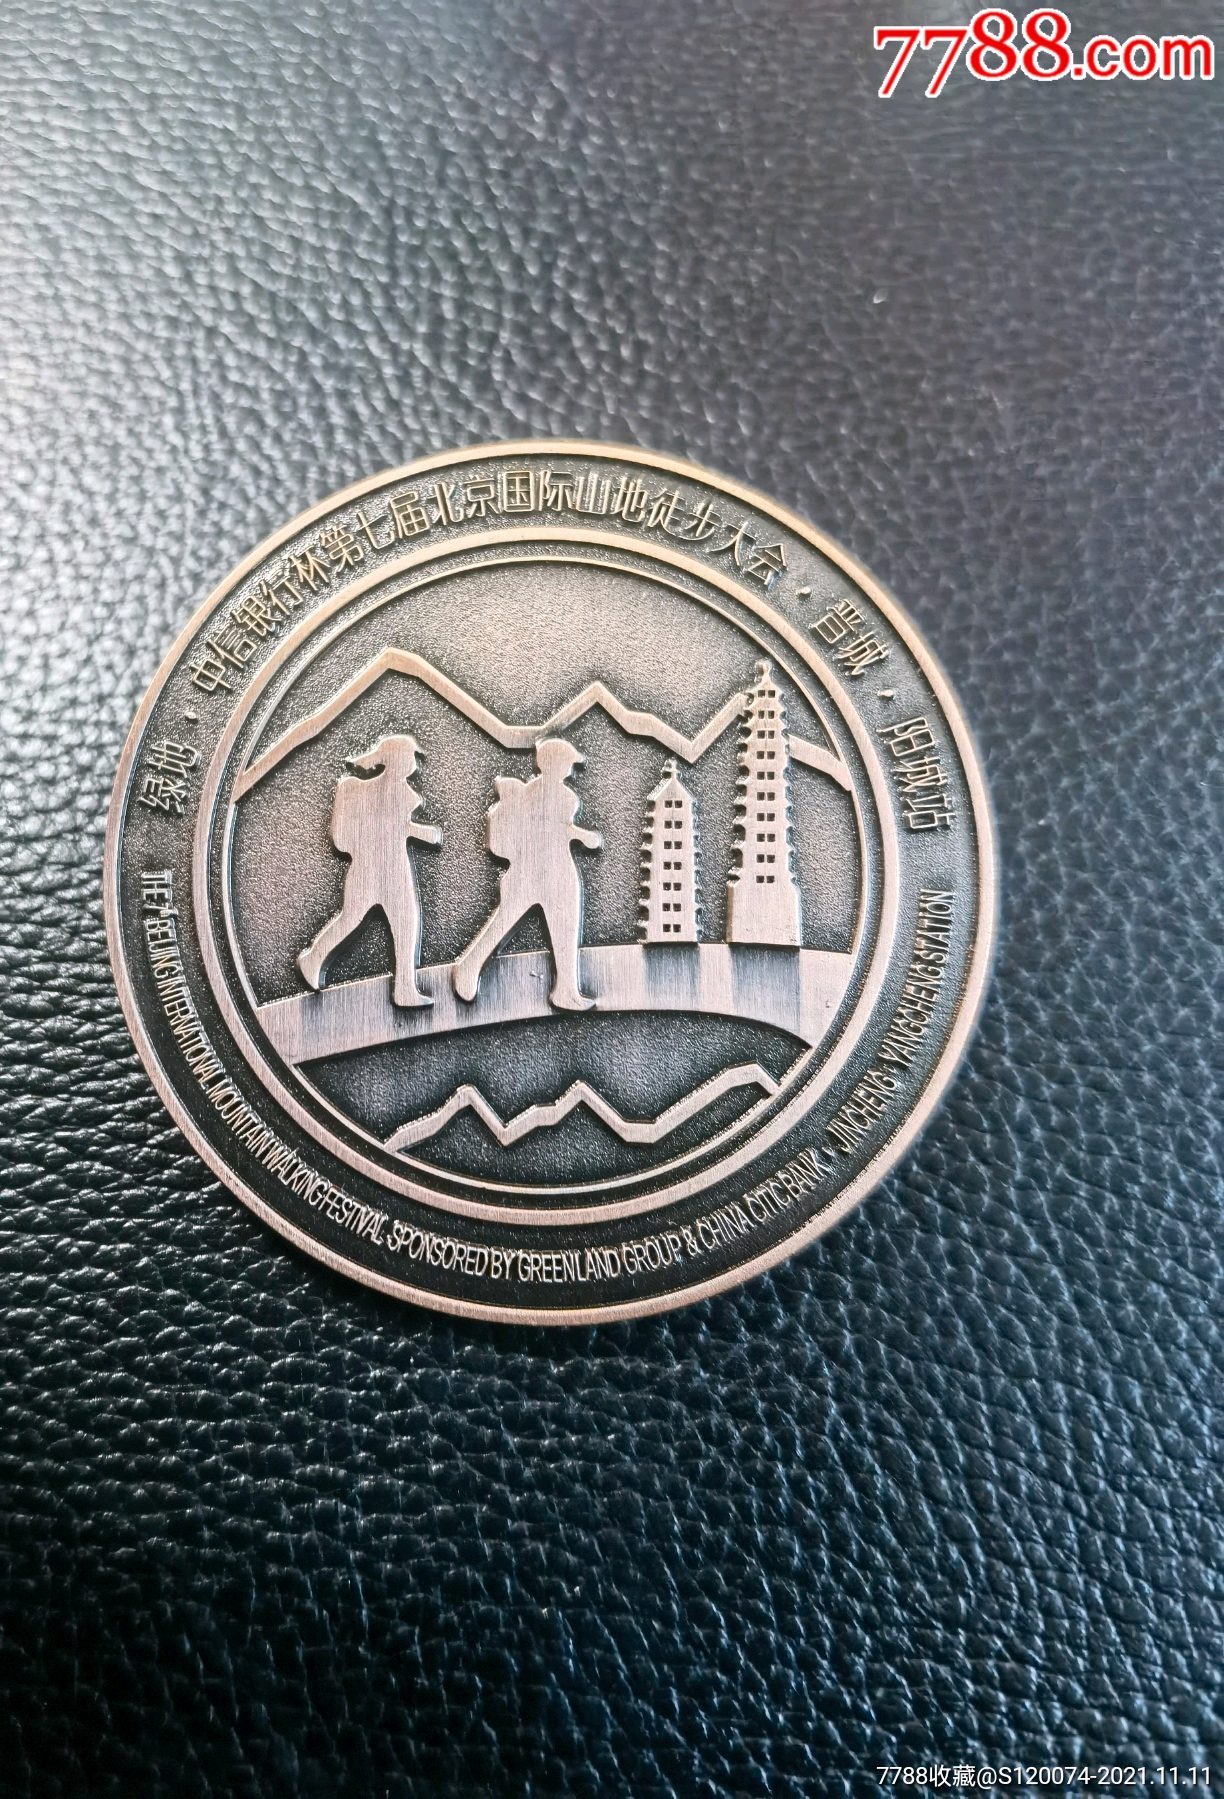 7788.com
绿地·中信银行杯第七届北京国际山地徒步大会·晋城·阳城站
THE 7 BEIJING INTERNATIONAL MOUNTAIN WALKING FESTIVAL SPONSORED BY GREENLAND GROUP & CHINA CITIC BANK · JINCHENG · YANGCHENG STATION
7788收藏@S120074-2021.11.11